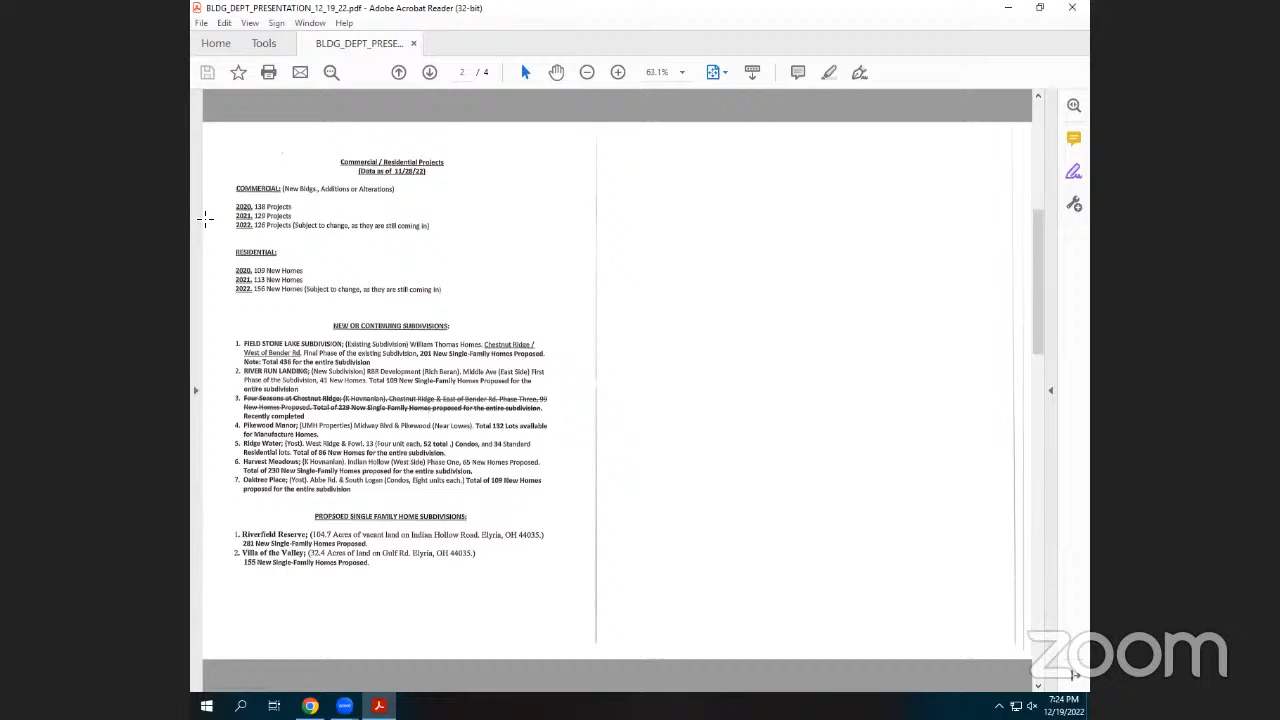 BLDG_DEPT_PRESENTATION_12_19_22.pdf - Adobe Acrobat Reader (32-bit)
File Edit View Sign Window Help
Home Tools BLDG_DEPT_PRESE... ×
2 / 4 63.1%
Commercial / Residential Projects
(Data as of 11/28/22)
COMMERCIAL: (New Bldgs., Additions or Alterations)
2020, 138 Projects
2021, 129 Projects
2022, 126 Projects (Subject to change, as they are still coming in)
RESIDENTIAL:
2020, 109 New Homes
2021, 113 New Homes
2022, 156 New Homes (Subject to change, as they are still coming in)
NEW OR CONTINUING SUBDIVISIONS:
1. FIELD STONE LAKE SUBDIVISION; (Existing Subdivision) William Thomas Homes. Chestnut Ridge /
West of Bender Rd. Final Phase of the existing Subdivision, 201 New Single-Family Homes Proposed.
Note: Total 436 for the entire Subdivision
2. RIVER RUN LANDING; (New Subdivision) RBR Development (Rich Beran). Middle Ave (East Side) First
Phase of the Subdivision, 41 New Homes. Total 109 New Single-Family Homes Proposed for the
entire subdivision
3. Four Seasons at Chestnut Ridge; (K Hovnanian). Chestnut Ridge & East of Bender Rd. Phase Three, 99
New Homes Proposed. Total of 229 New Single-Family Homes proposed for the entire subdivision.
Recently completed
4. Pikewood Manor; (UMH Properties) Midway Blvd & Pikewood (Near Lowes). Total 132 Lots available
for Manufacture Homes.
5. Ridge Water; (Yost). West Ridge & Fowl. 13 (Four unit each, 52 total .) Condos, and 34 Standard
Residential lots. Total of 86 New Homes for the entire subdivision.
6. Harvest Meadows; (K Hovnanian). Indian Hollow (West Side) Phase One, 65 New Homes Proposed.
Total of 230 New Single-Family Homes proposed for the entire subdivision.
7. Oaktree Place; (Yost). Abbe Rd. & South Logan (Condos, Eight units each.) Total of 109 New Homes
proposed for the entire subdivision
PROPSOED SINGLE FAMILY HOME SUBDIVISIONS:
1. Riverfield Reserve; (104.7 Acres of vacant land on Indian Hollow Road. Elyria, OH 44035.)
281 New Single-Family Homes Proposed.
2. Villa of the Valley; (32.4 Acres of land on Gulf Rd. Elyria, OH 44035.)
155 New Single-Family Homes Proposed.
zoom
7:24 PM
12/19/2022